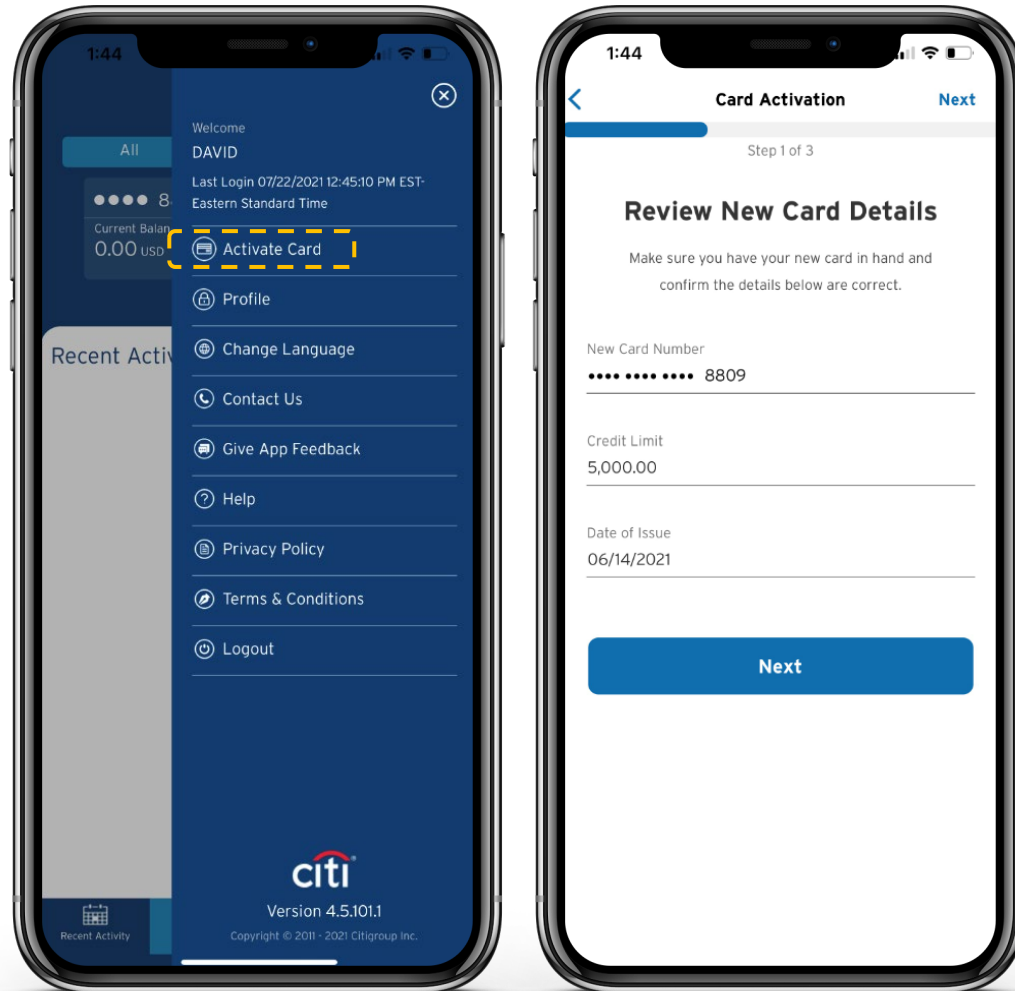 1:44
All
●●●● 8
Current Balan
0.00 USD
Recent Activ
Recent Activity
Welcome
DAVID
Last Login 07/22/2021 12:45:10 PM EST-
Eastern Standard Time
Activate Card
Profile
Change Language
Contact Us
Give App Feedback
Help
Privacy Policy
Terms & Conditions
Logout
citi
Version 4.5.101.1
Copyright © 2011 - 2021 Citigroup Inc.
1:44
Card Activation
Next
Step 1 of 3
Review New Card Details
Make sure you have your new card in hand and
confirm the details below are correct.
New Card Number
•••• •••• •••• 8809
Credit Limit
5,000.00
Date of Issue
06/14/2021
Next